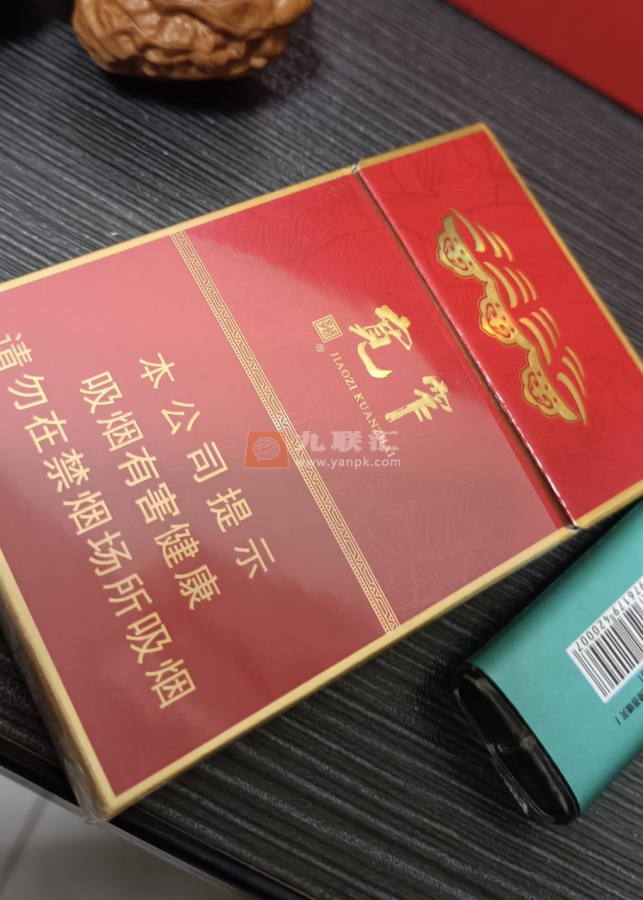 宽窄
JIAOZI KUANZHAI
®
本公司提示
吸烟有害健康
请勿在禁烟场所吸烟
九联汇
www.yanpk.com